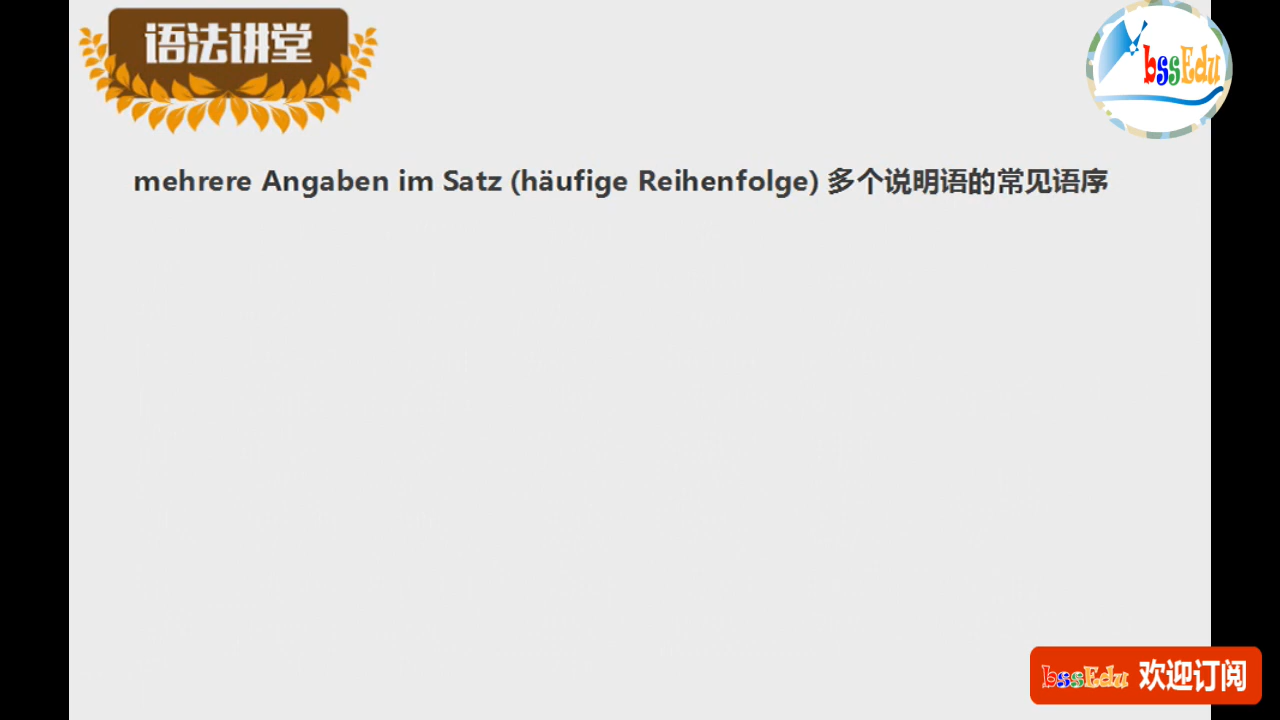 语法讲堂
bssEdu
mehrere Angaben im Satz (häufige Reihenfolge) 多个说明语的常见语序
bssEdu 欢迎订阅